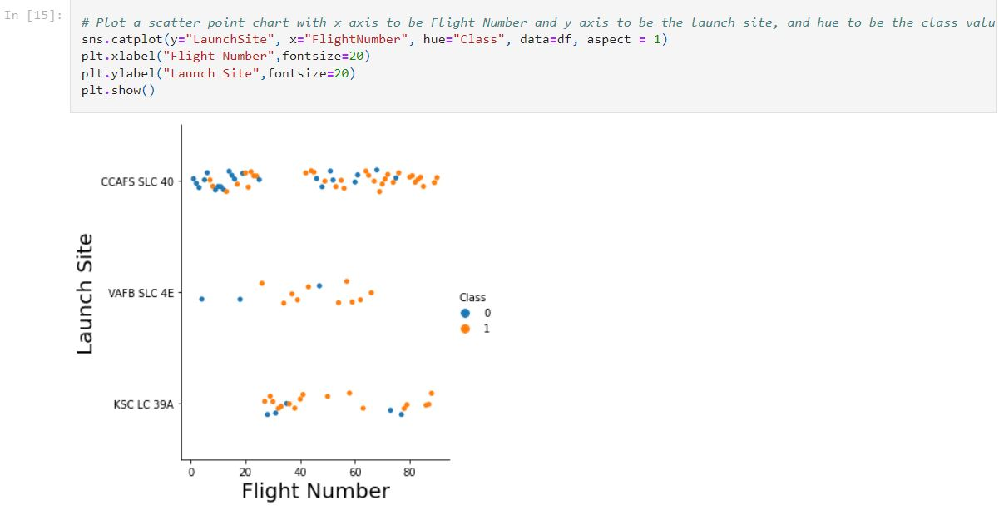 In [15]:
# Plot a scatter point chart with x axis to be Flight Number and y axis to be the launch site, and hue to be the class valu
sns.catplot(y="LaunchSite", x="FlightNumber", hue="Class", data=df, aspect = 1)
plt.xlabel("Flight Number",fontsize=20)
plt.ylabel("Launch Site",fontsize=20)
plt.show()
CCAFS SLC 40
VAFB SLC 4E
KSC LC 39A
Launch Site
Class
0
1
0 20 40 60 80
Flight Number